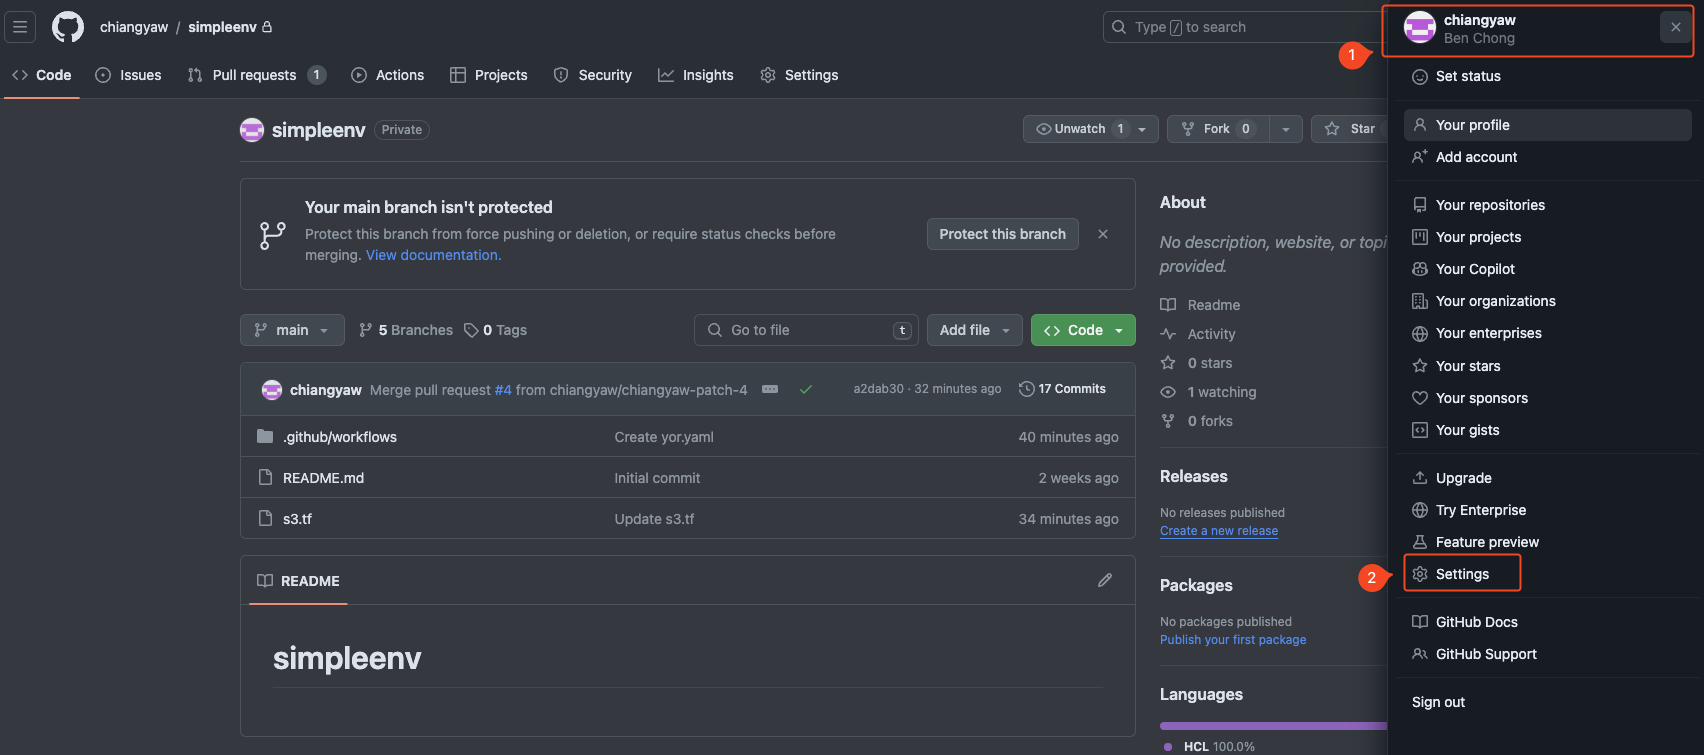 chiangyaw / simpleenv
Type / to search
Code
Issues
Pull requests 1
Actions
Projects
Security
Insights
Settings
simpleenv Private
Unwatch 1
Fork 0
Star
Your main branch isn't protected
Protect this branch from force pushing or deletion, or require status checks before
merging. View documentation.
Protect this branch
main
5 Branches
0 Tags
Go to file t
Add file
Code
chiangyaw Merge pull request #4 from chiangyaw/chiangyaw-patch-4
a2dab30 · 32 minutes ago
17 Commits
.github/workflows Create yor.yaml 40 minutes ago
README.md Initial commit 2 weeks ago
s3.tf Update s3.tf 34 minutes ago
README
simpleenv
About
No description, website, or topi
provided.
Readme
Activity
0 stars
1 watching
0 forks
Releases
No releases published
Create a new release
Packages
No packages published
Publish your first package
Languages
HCL 100.0%
1
chiangyaw
Ben Chong
Set status
Your profile
Add account
Your repositories
Your projects
Your Copilot
Your organizations
Your enterprises
Your stars
Your sponsors
Your gists
Upgrade
Try Enterprise
Feature preview
2
Settings
GitHub Docs
GitHub Support
Sign out